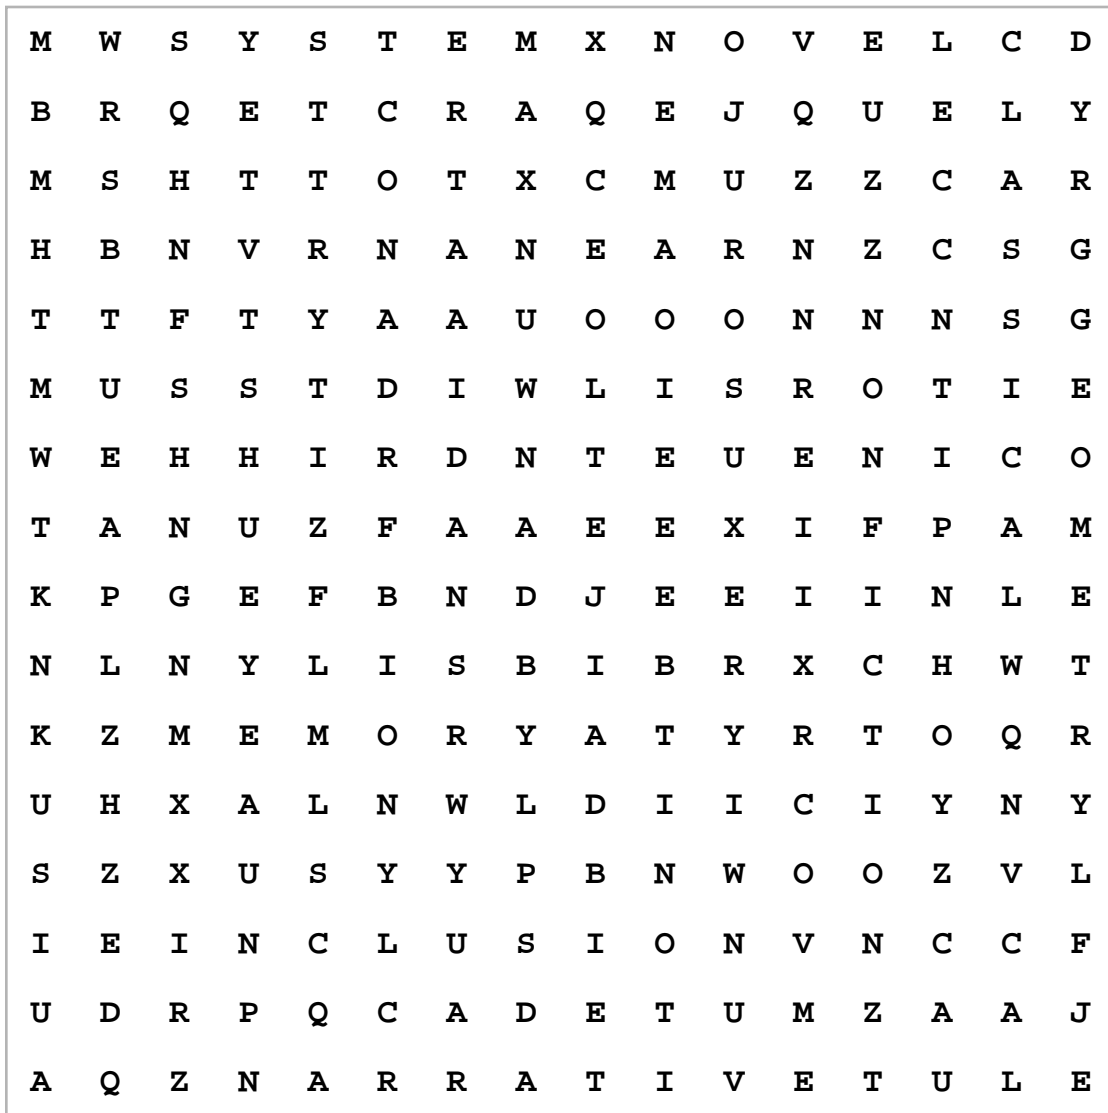 M W S Y S T E M X N O V E L C D
B R Q E T C R A Q E J Q U E L Y
M S H T T O T X C M U Z Z C A R
H B N V R N A N E A R N Z C S G
T T F T Y A A U O O O N N N S G
M U S S T D I W L I S R O T I E
W E H H I R D N T E U E N I C O
T A N U Z F A A E E X I F P A M
K P G E F B N D J E E I I N L E
N L N Y L I S B I B R X C H W T
K Z M E M O R Y A T Y R T O Q R
U H X A L N W L D I I C I Y N Y
S Z X U S Y Y P B N W O O Z V L
I E I N C L U S I O N V N C C F
U D R P Q C A D E T U M Z A A J
A Q Z N A R R A T I V E T U L E